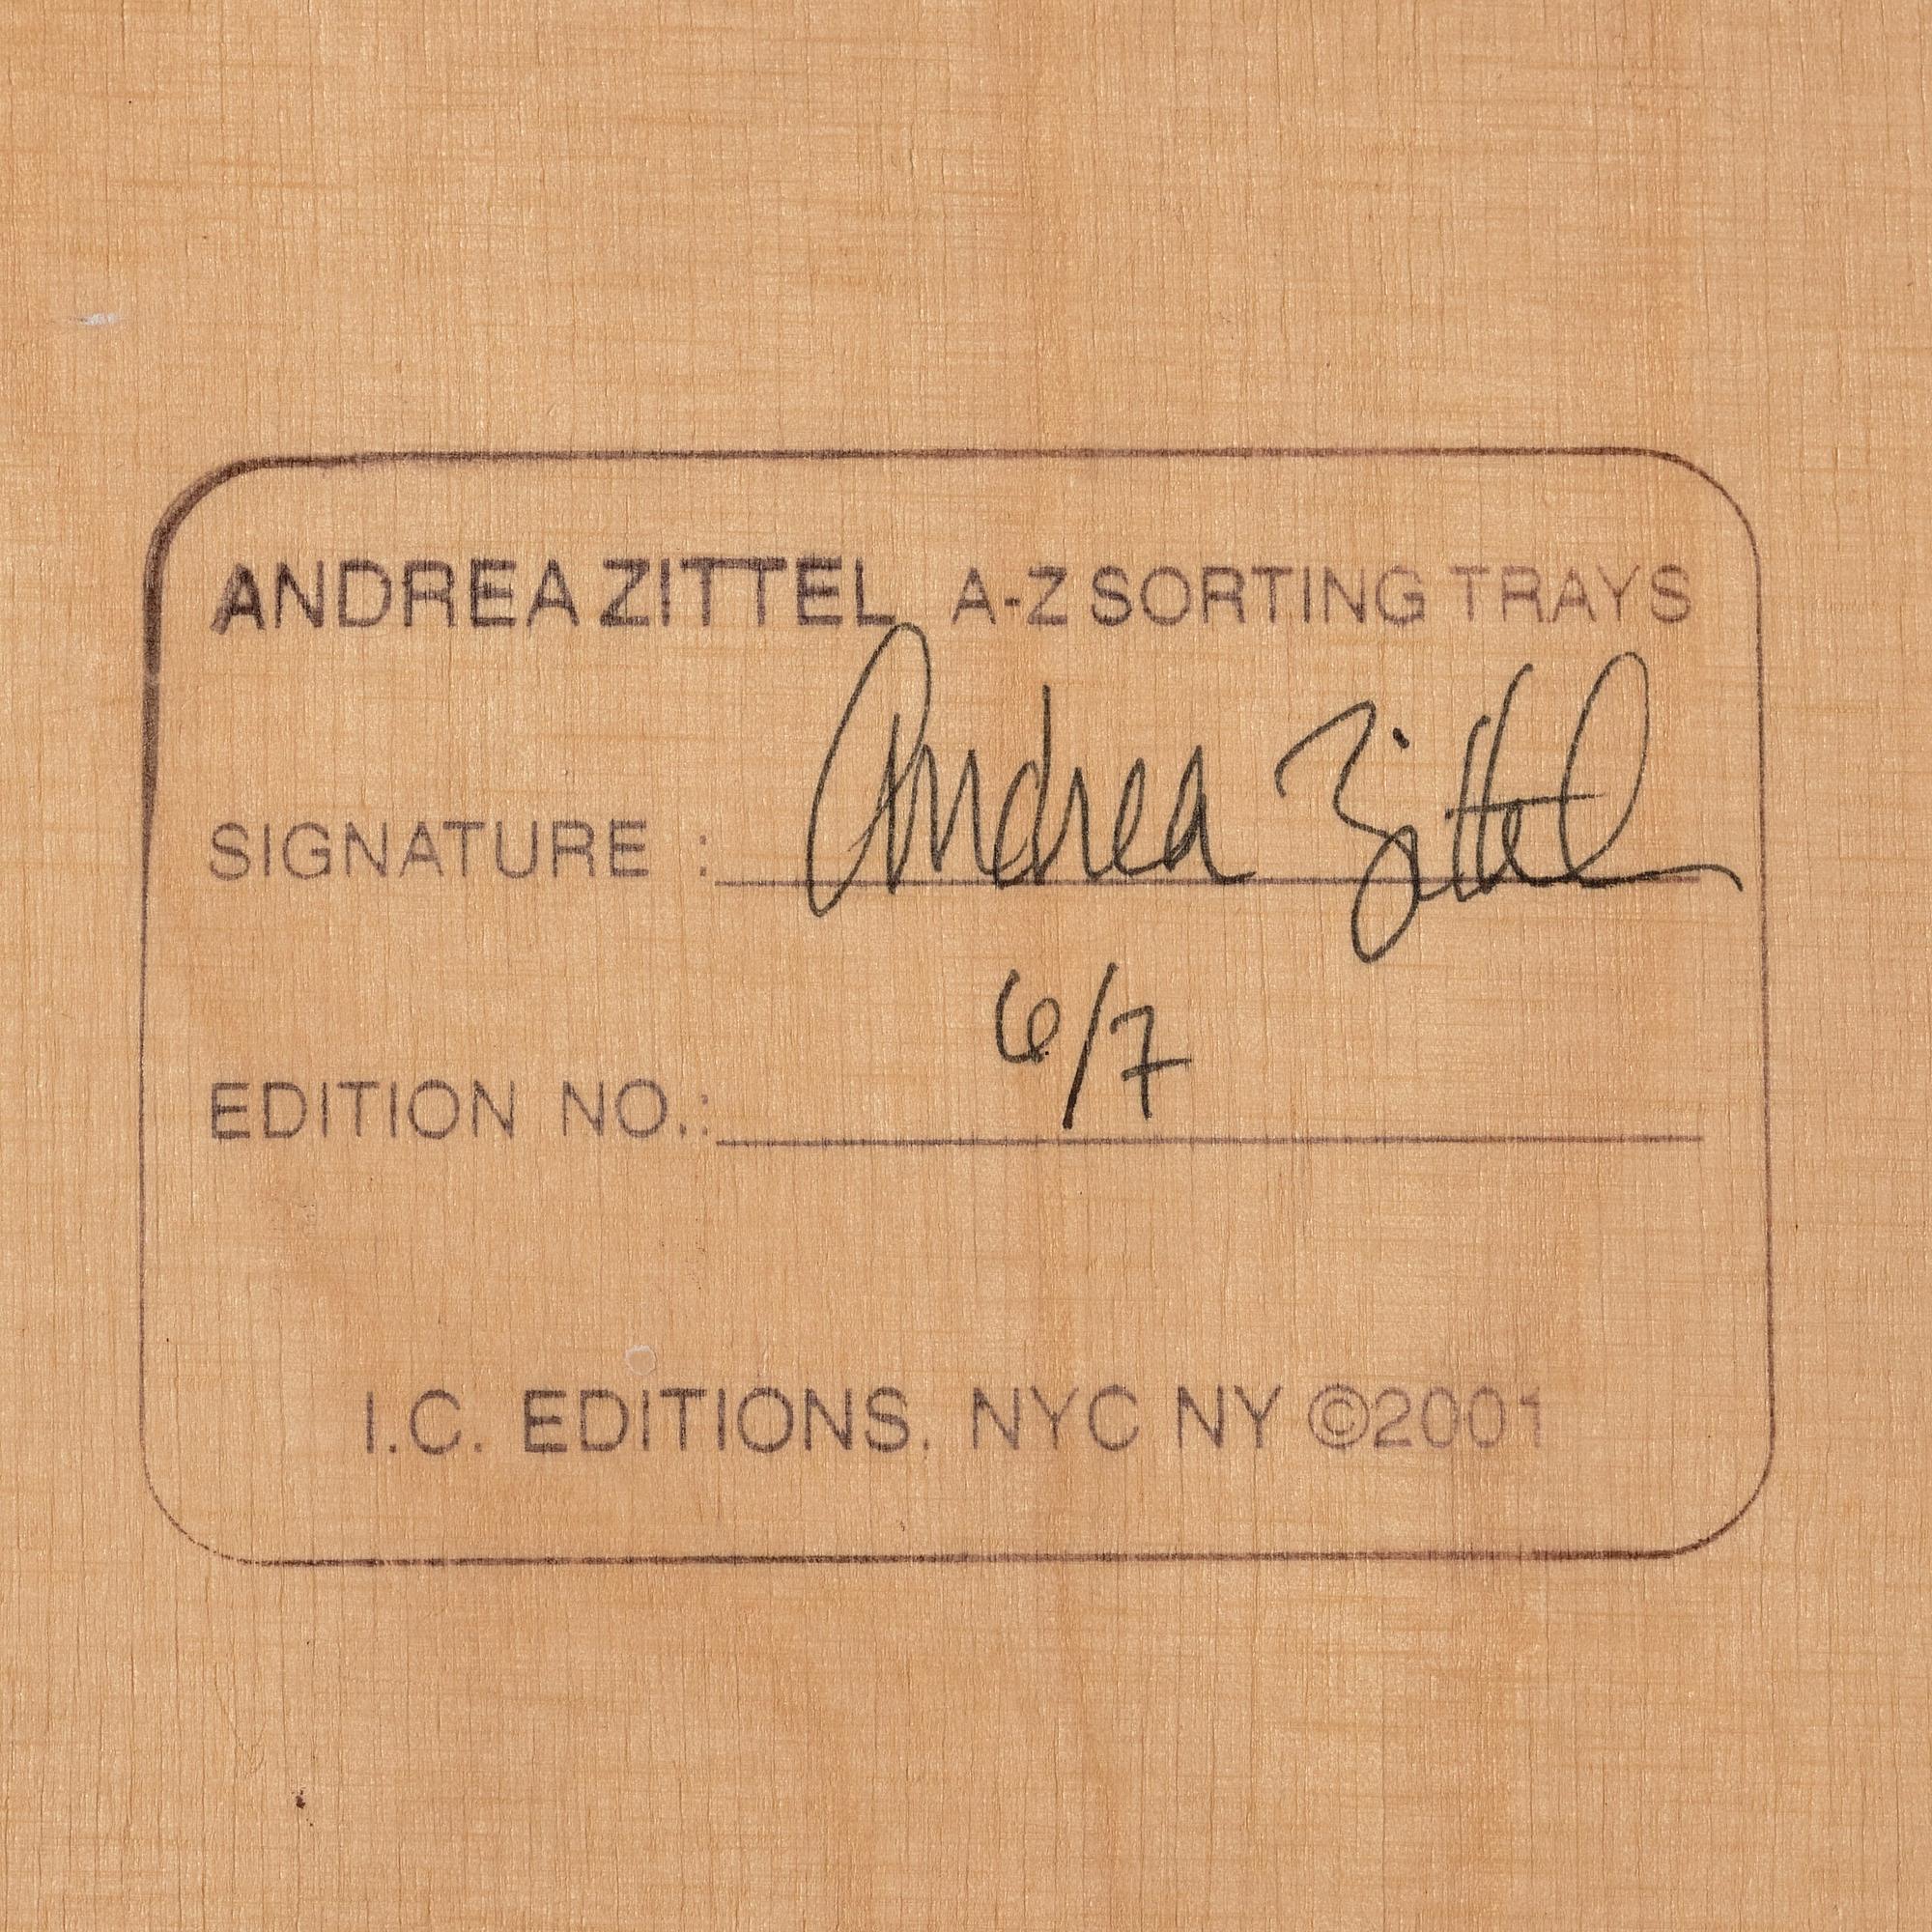 ANDREA ZITTEL A-Z SORTING TRAYS
SIGNATURE : Andrea Zittel
EDITION NO.: 6/7
I.C. EDITIONS. NYC NY ©2001